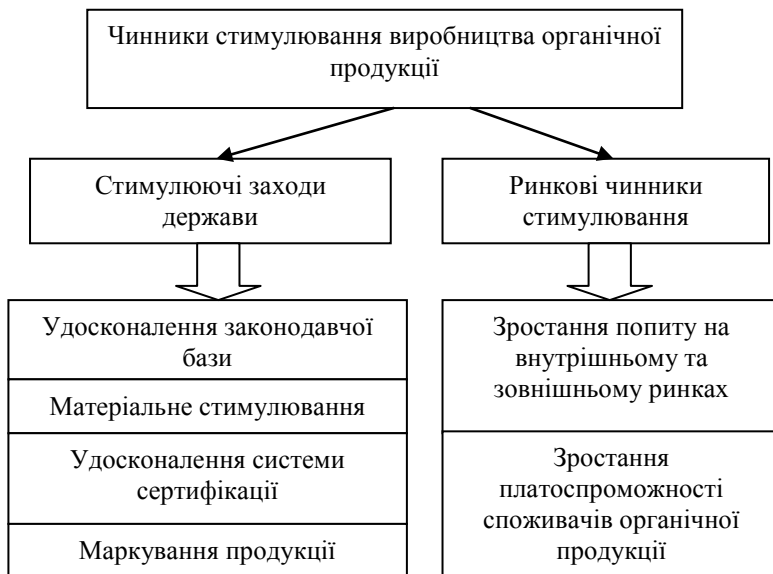 Чинники стимулювання виробництва органічної
продукції
Стимулюючі заходи
держави
Ринкові чинники
стимулювання
Удосконалення законодавчої
бази
Матеріальне стимулювання
Удосконалення системи
сертифікації
Маркування продукції
Зростання попиту на
внутрішньому та
зовнішньому ринках
Зростання
платоспроможності
споживачів органічної
продукції